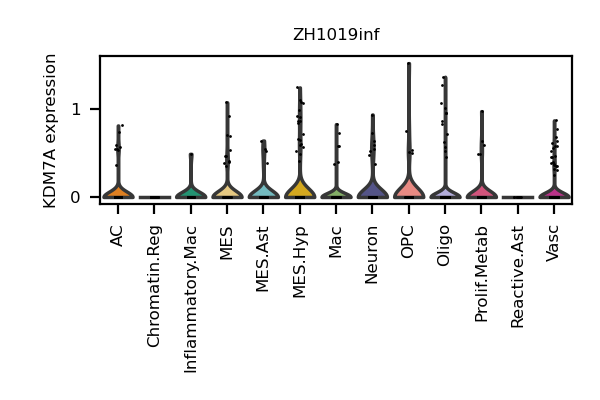 ZH1019inf
KDM7A expression
1
0
AC
Chromatin.Reg
Inflammatory.Mac
MES
MES.Ast
MES.Hyp
Mac
Neuron
OPC
Oligo
Prolif.Metab
Reactive.Ast
Vasc